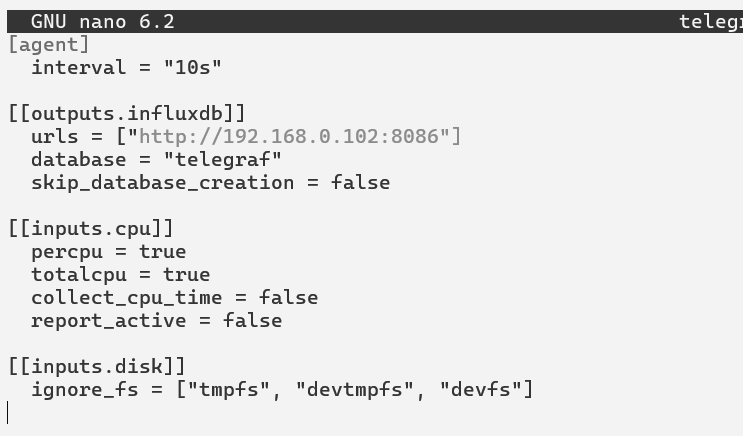 GNU nano 6.2
[agent]
interval = "10s"
[[outputs.influxdb]]
urls = ["http://192.168.0.102:8086"]
database = "telegraf"
skip_database_creation = false
[[inputs.cpu]]
percpu = true
totalcpu = true
collect_cpu_time = false
report_active = false
[[inputs.disk]]
ignore_fs = ["tmpfs", "devtmpfs", "devfs"]